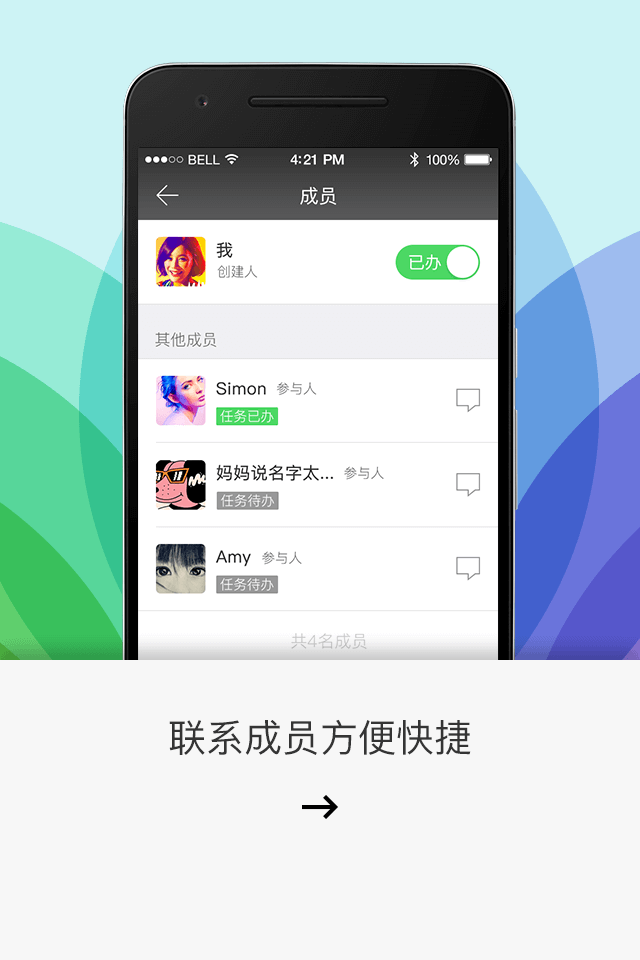 BELL 4:21 PM 100%
成员
我
创建人
已办
其他成员
Simon 参与人
任务已办
妈妈说名字太... 参与人
任务待办
Amy 参与人
任务待办
共4名成员
联系成员方便快捷